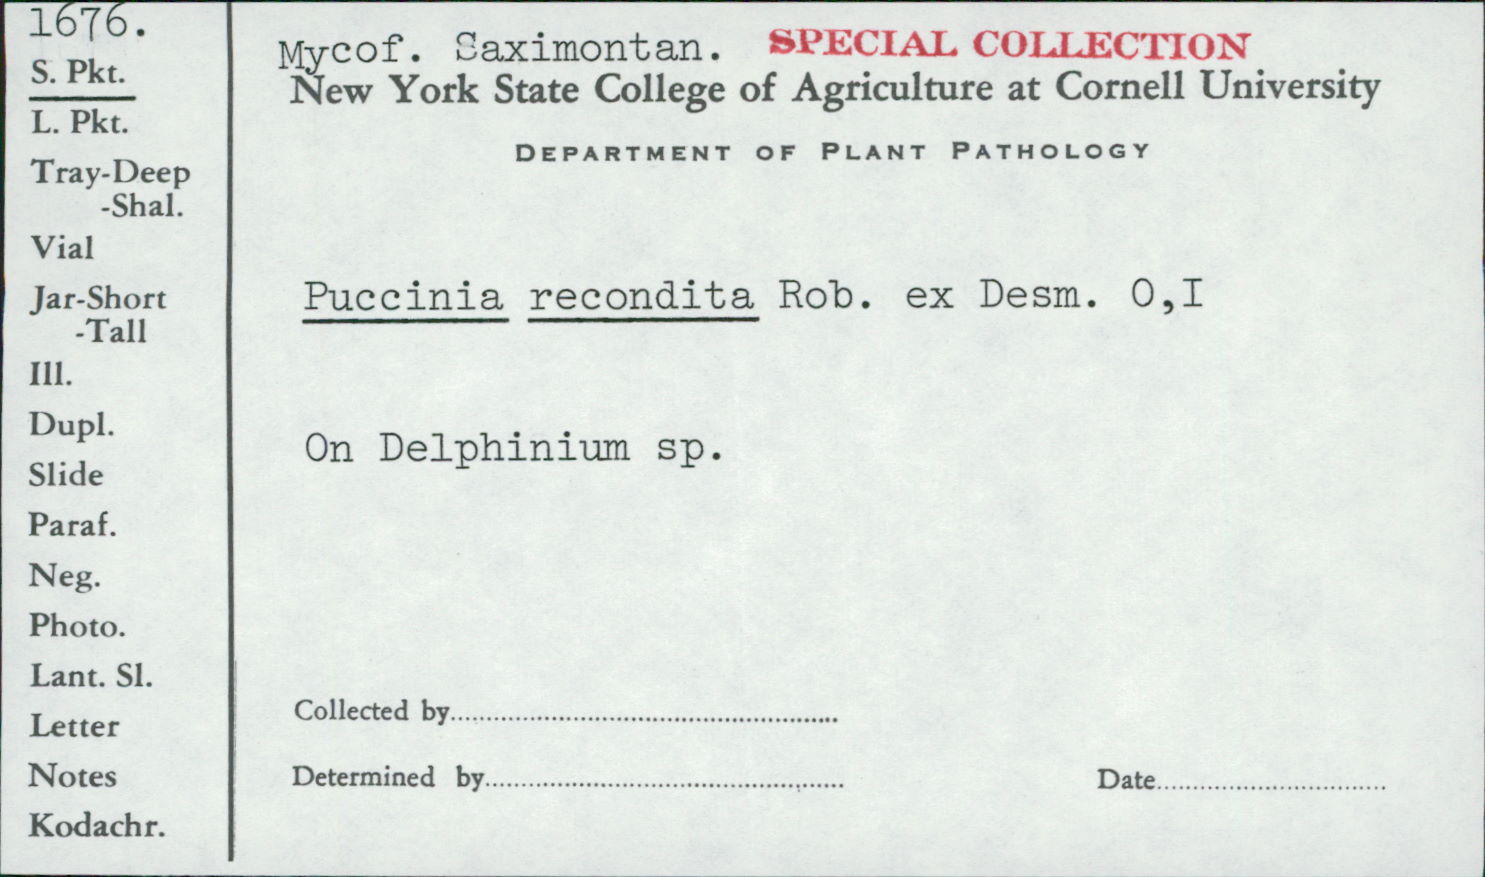 1676.
S. Pkt.
L. Pkt.
Tray-Deep
-Shal.
Vial
Jar-Short
-Tall
Ill.
Dupl.
Slide
Paraf.
Neg.
Photo.
Lant. Sl.
Letter
Notes
Kodachr.
Mycof. Saximontan. SPECIAL COLLECTION
New York State College of Agriculture at Cornell University
DEPARTMENT OF PLANT PATHOLOGY
Puccinia recondita Rob. ex Desm. O,I
On Delphinium sp.
Collected by
Determined by
Date